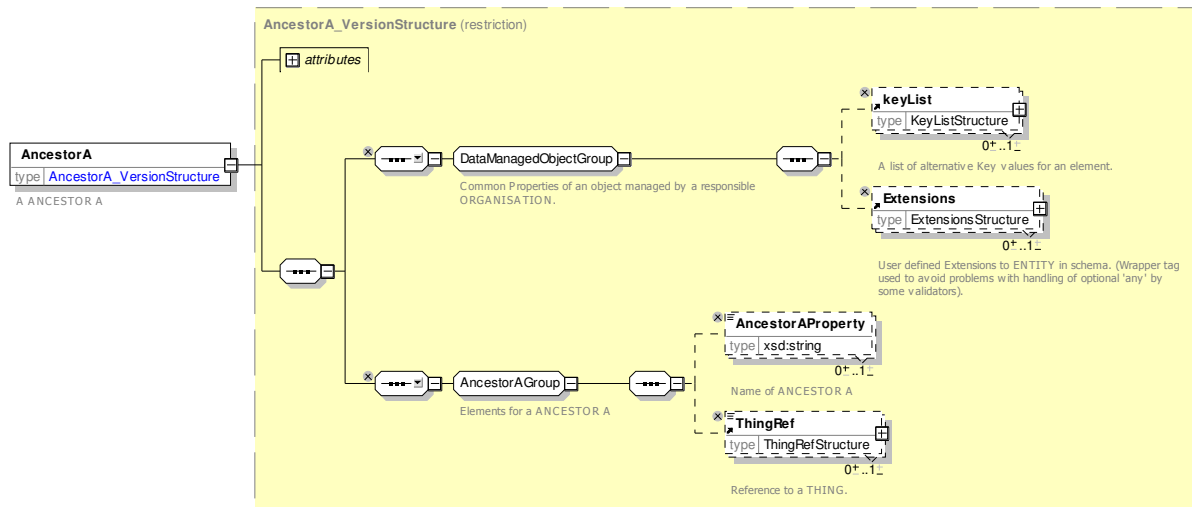 AncestorA_VersionStructure (restriction)
attributes
keyList
type KeyListStructure
0±..1±
A list of alternative Key values for an element.
AncestorA
type AncestorA_VersionStructure
A ANCESTOR A
DataManagedObjectGroup
Common Properties of an object managed by a responsible
ORGANISATION.
Extensions
type ExtensionsStructure
0±..1±
User defined Extensions to ENTITY in schema. (Wrapper tag
used to avoid problems with handling of optional 'any' by
some validators).
AncestorAProperty
type xsd:string
0±..1±
Name of ANCESTOR A
AncestorAGroup
Elements for a ANCESTOR A
ThingRef
type ThingRefStructure
0±..1±
Reference to a THING.